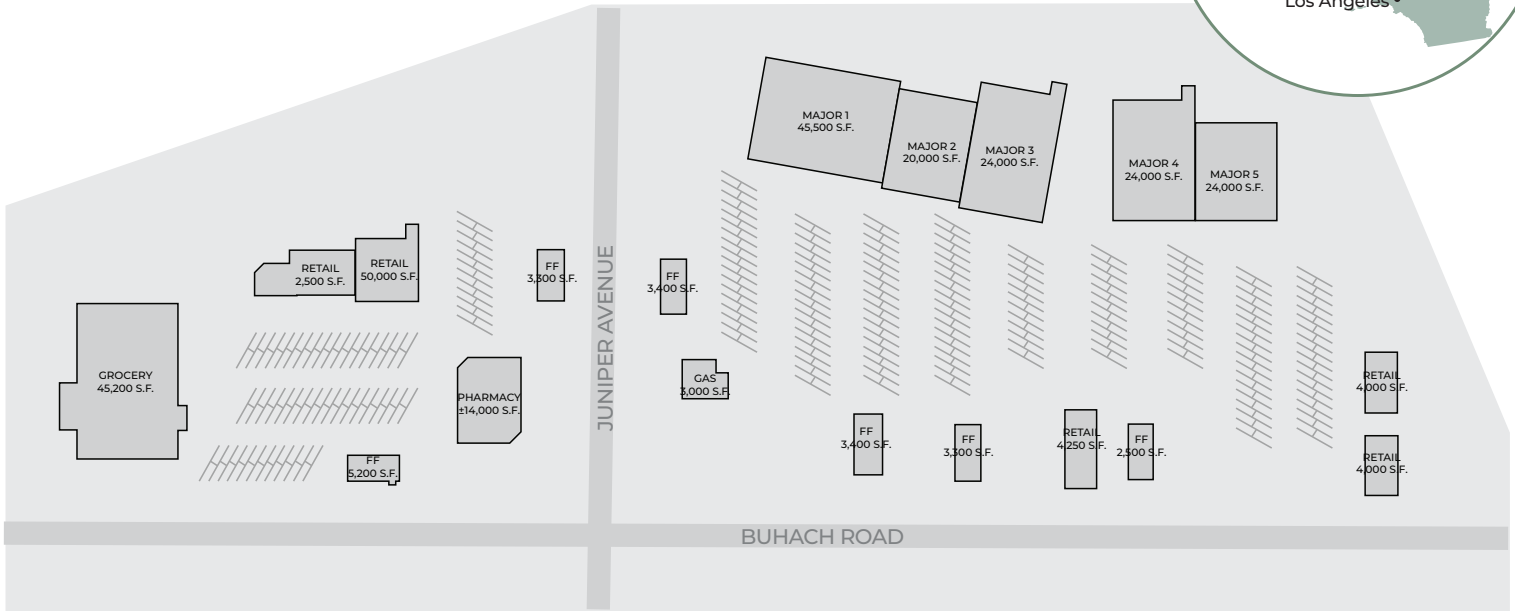 Los Angeles
MAJOR 1
45,500 S.F.
MAJOR 2
20,000 S.F.
MAJOR 3
24,000 S.F.
MAJOR 4
24,000 S.F.
MAJOR 5
24,000 S.F.
RETAIL
2,500 S.F.
RETAIL
50,000 S.F.
FF
3,300 S.F.
JUNIPER AVENUE
FF
3,400 S.F.
GROCERY
45,200 S.F.
PHARMACY
±14,000 S.F.
GAS
3,000 S.F.
RETAIL
4,000 S.F.
FF
5,200 S.F.
FF
3,400 S.F.
FF
3,300 S.F.
RETAIL
4,250 S.F.
FF
2,500 S.F.
RETAIL
4,000 S.F.
BUHACH ROAD